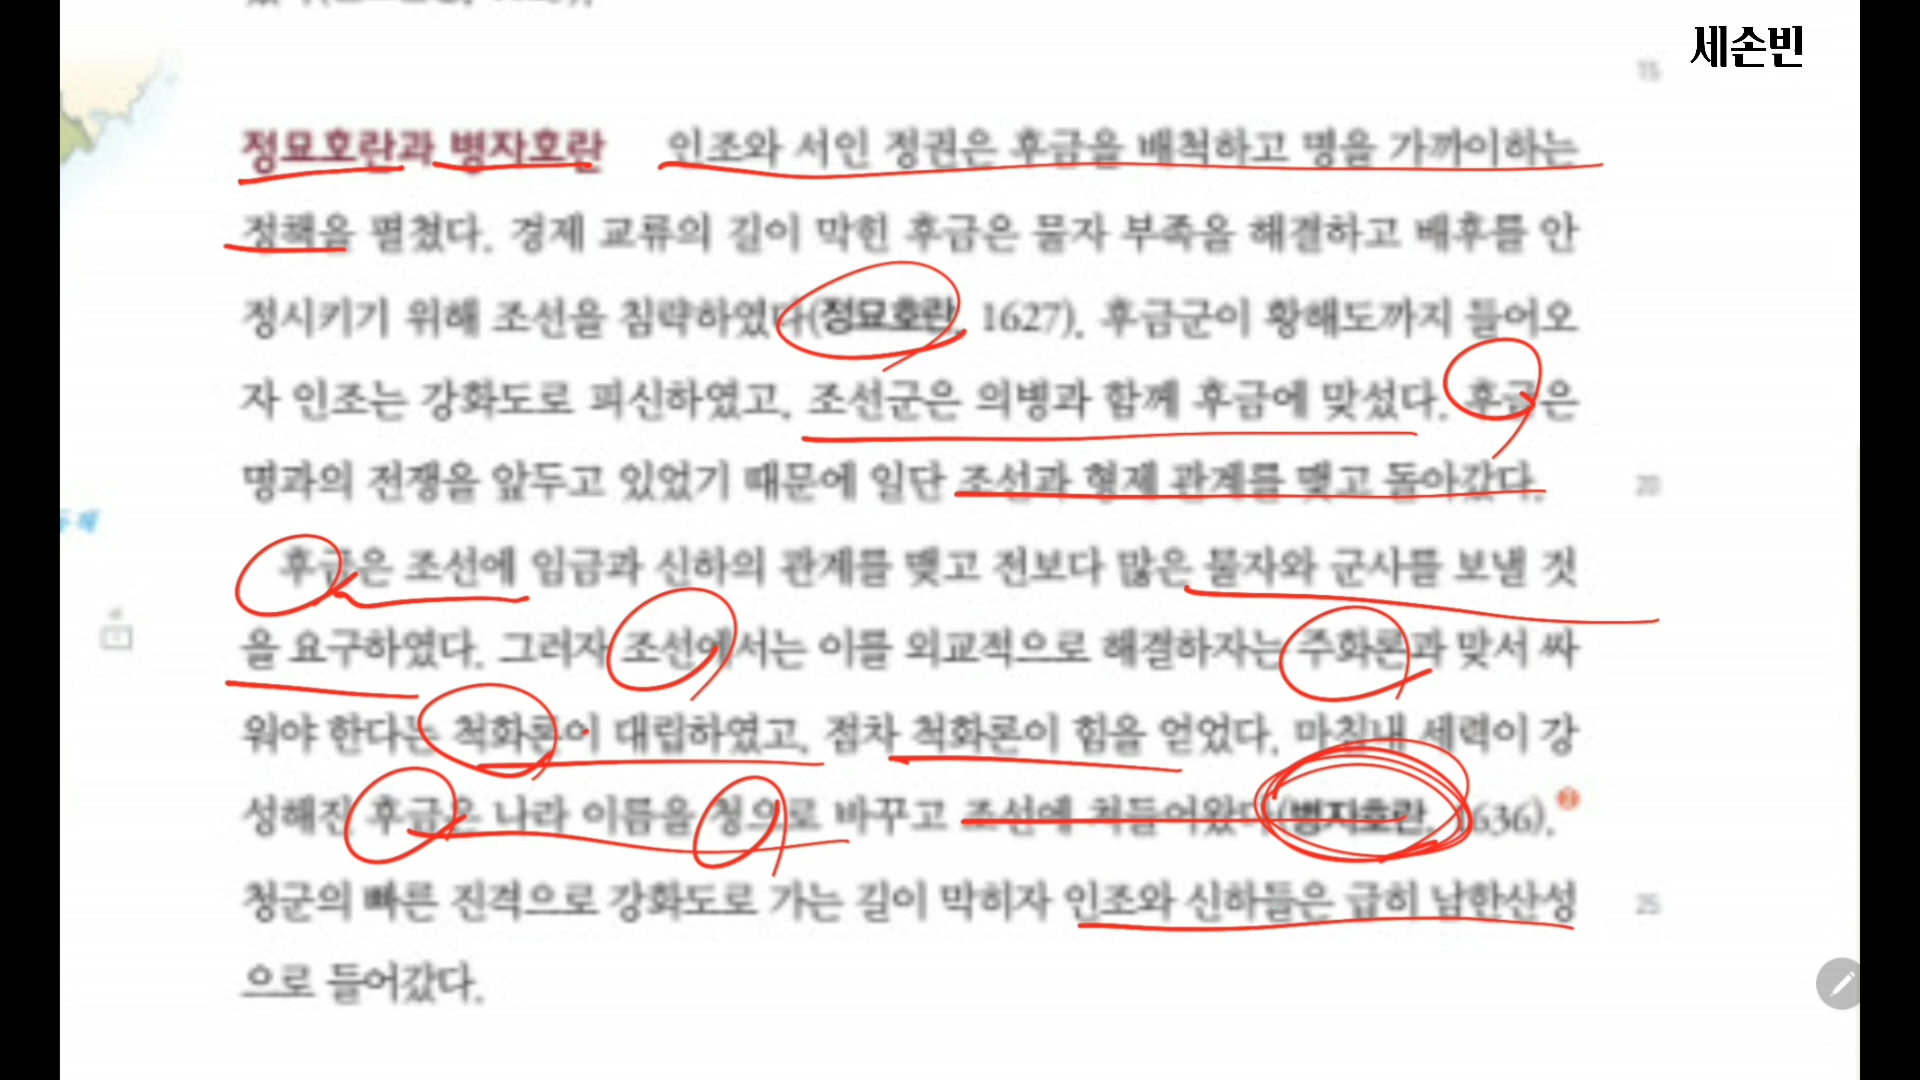 세손빈
15
정묘호란과 병자호란 인조와 서인 정권은 후금을 배척하고 명을 가까이하는
정책을 펼쳤다. 경제 교류의 길이 막힌 후금은 물자 부족을 해결하고 배후를 안
정시키기 위해 조선을 침략하였다(정묘호란, 1627). 후금군이 황해도까지 들어오
자 인조는 강화도로 피신하였고, 조선군은 의병과 함께 후금에 맞섰다. 후금은
명과의 전쟁을 앞두고 있었기 때문에 일단 조선과 형제 관계를 맺고 돌아갔다.
20
후금은 조선에 임금과 신하의 관계를 맺고 전보다 많은 물자와 군사를 보낼 것
을 요구하였다. 그러자 조선에서는 이를 외교적으로 해결하자는 주화론과 맞서 싸
워야 한다는 척화론이 대립하였고, 점차 척화론이 힘을 얻었다. 마침내 세력이 강
성해진 후금은 나라 이름을 청으로 바꾸고 조선에 쳐들어왔다(병자호란, 1636).
청군의 빠른 진격으로 강화도로 가는 길이 막히자 인조와 신하들은 급히 남한산성
25
으로 들어갔다.